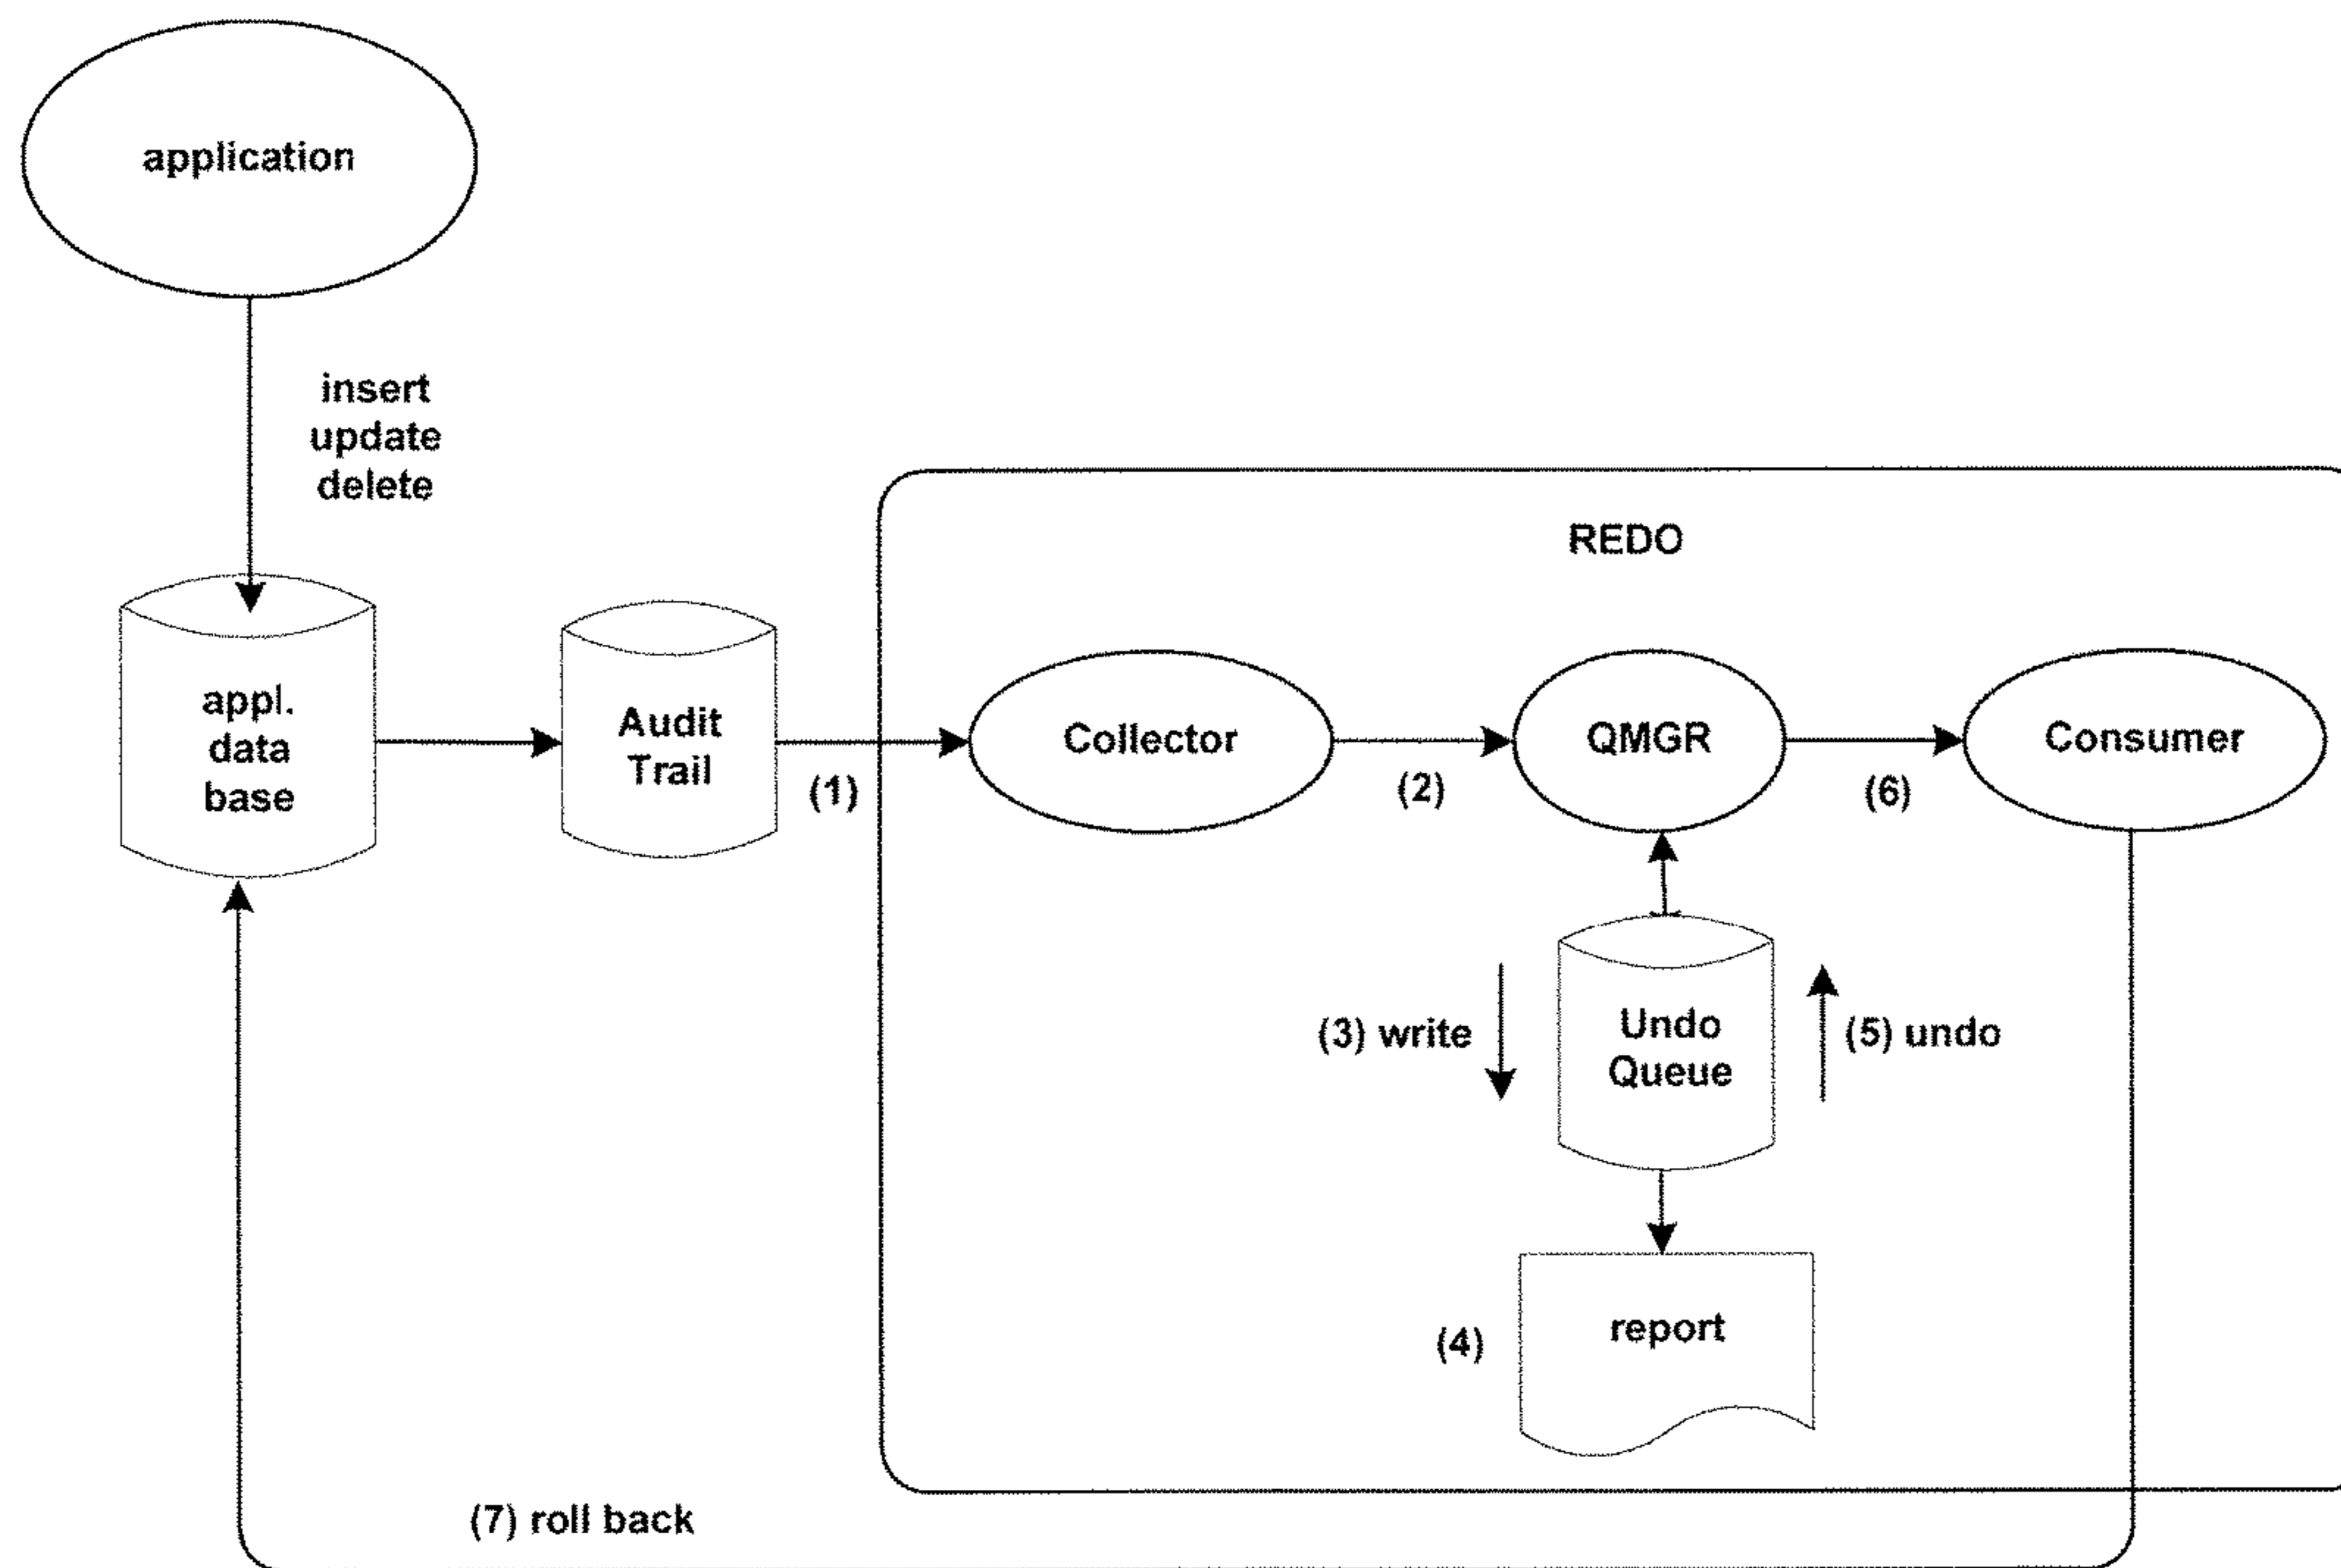 application
insert
update
delete
REDO
appl.
data
base
Audit
Trail
(1)
Collector
(2)
QMGR
(6)
Consumer
(3) write
Undo
Queue
(5) undo
(4)
report
(7) roll back